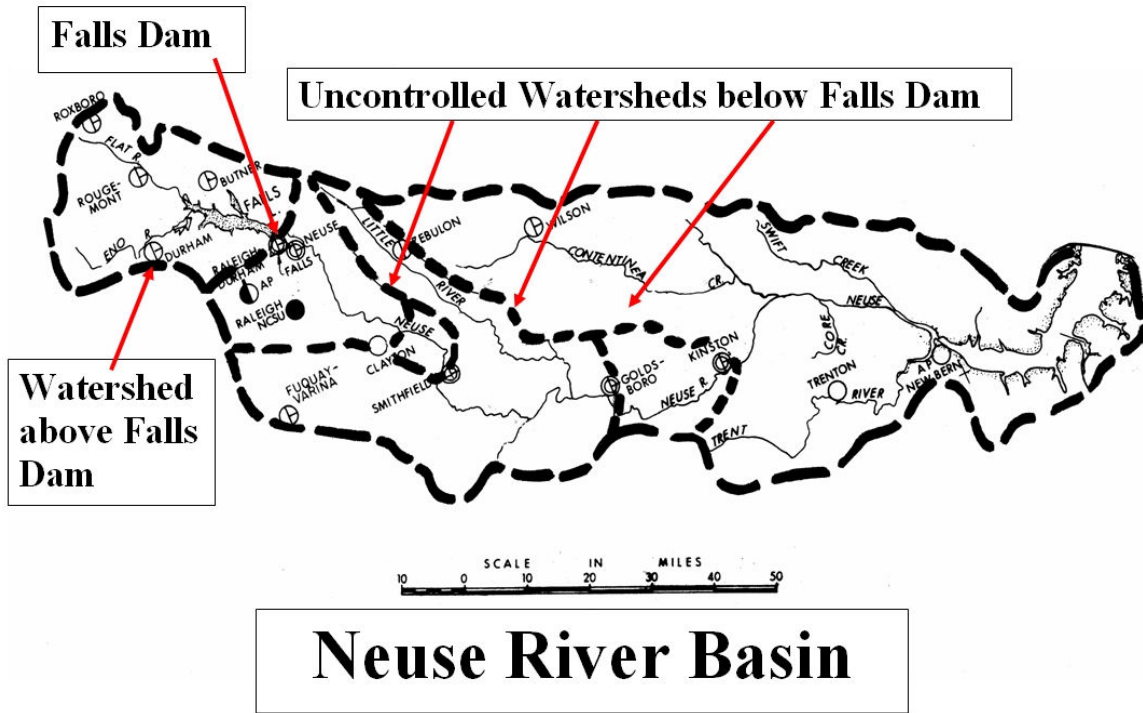 Falls Dam
Uncontrolled Watersheds below Falls Dam
ROXBORO
FLAT R.
ROUGE-
MONT
BUTNER
FALLS
L.
ENO R.
DURHAM
RALEIGH
DURHAM
AP
NEUSE
FALLS
RALEIGH
NCSU
LITTLE
RIVER
ZEBULON
WILSON
CONTENTNEA
CR.
SWIFT
CREEK
NEUSE
NEUSE
CLAYTON
FUQUAY-
VARINA
SMITHFIELD
GOLDS-
BORO
KINSTON
NEUSE R.
CORE
CR.
TRENTON
RIVER
TRENT
AP
NEW BERN
Watershed
above Falls
Dam
SCALE IN MILES
10 0 10 20 30 40 50
Neuse River Basin